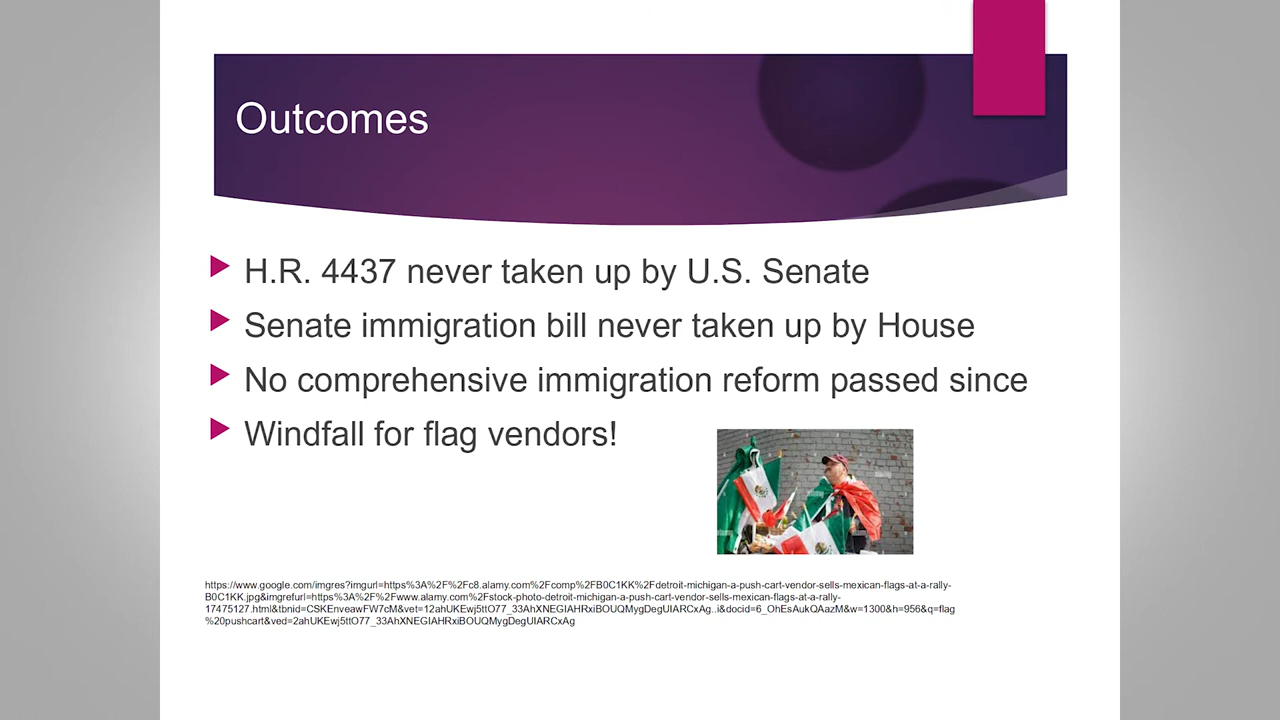 Outcomes
H.R. 4437 never taken up by U.S. Senate
Senate immigration bill never taken up by House
No comprehensive immigration reform passed since
Windfall for flag vendors!
https://www.google.com/imgres?imgurl=https%3A%2F%2Fc8.alamy.com%2Fcomp%2FB0C1KK%2Fdetroit-michigan-a-push-cart-vendor-sells-mexican-flags-at-a-rally-
B0C1KK.jpg&imgrefurl=https%3A%2F%2Fwww.alamy.com%2Fstock-photo-detroit-michigan-a-push-cart-vendor-sells-mexican-flags-at-a-rally-
17475127.html&tbnid=CSKEnveawFW7cM&vet=12ahUKEwj5ttO77_33AhXNEGIAHRxiBOUQMygDegUIARCxAg..i&docid=6_OhEsAukQAazM&w=1300&h=956&q=flag
%20pushcart&ved=2ahUKEwj5ttO77_33AhXNEGIAHRxiBOUQMygDegUIARCxAg